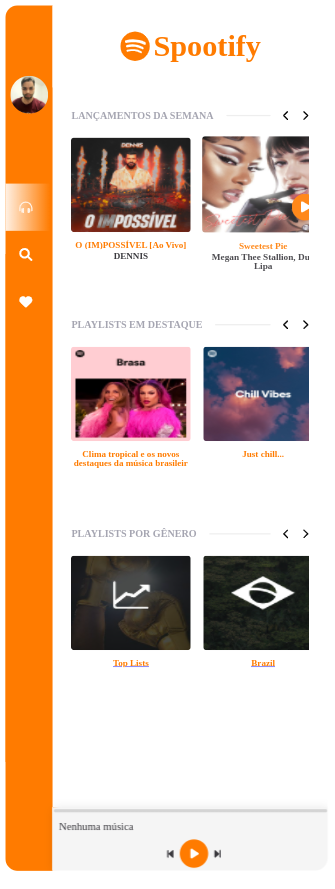 Spootify
LANÇAMENTOS DA SEMANA
DENNIS
O IMPOSSÍVEL
Sweetest
O (IM)POSSÍVEL [Ao Vivo]
DENNIS
Sweetest Pie
Megan Thee Stallion, Du
Lipa
PLAYLISTS EM DESTAQUE
Brasa
Chill Vibes
Clima tropical e os novos
destaques da música brasileir
Just chill...
PLAYLISTS POR GÊNERO
Top Lists
Brazil
Nenhuma música